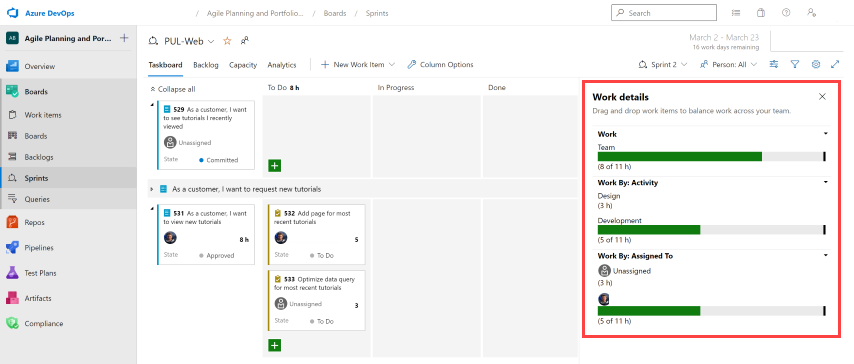 Azure DevOps
/ Agile Planning and Portfolio... / Boards / Sprints
Search
AB Agile Planning and Por...
Overview
Boards
Work items
Boards
Backlogs
Sprints
Queries
Repos
Pipelines
Test Plans
Artifacts
Compliance
PUL-Web
March 2 - March 23
16 work days remaining
Taskboard Backlog Capacity Analytics
New Work Item Column Options
Sprint 2 Person: All
Collapse all
To Do 8 h
In Progress
Done
529 As a customer, I want
to see tutorials I recently
viewed
Unassigned
State Committed
As a customer, I want to request new tutorials
531 As a customer, I want
to view new tutorials
8 h
State Approved
532 Add page for most
recent tutorials
5
State To Do
533 Optimize data query
for most recent tutorials
Unassigned 3
State To Do
Work details
Drag and drop work items to balance work across your team.
Work
Team
(8 of 11 h)
Work By: Activity
Design
(3 h)
Development
(5 of 11 h)
Work By: Assigned To
Unassigned
(3 h)
(5 of 11 h)